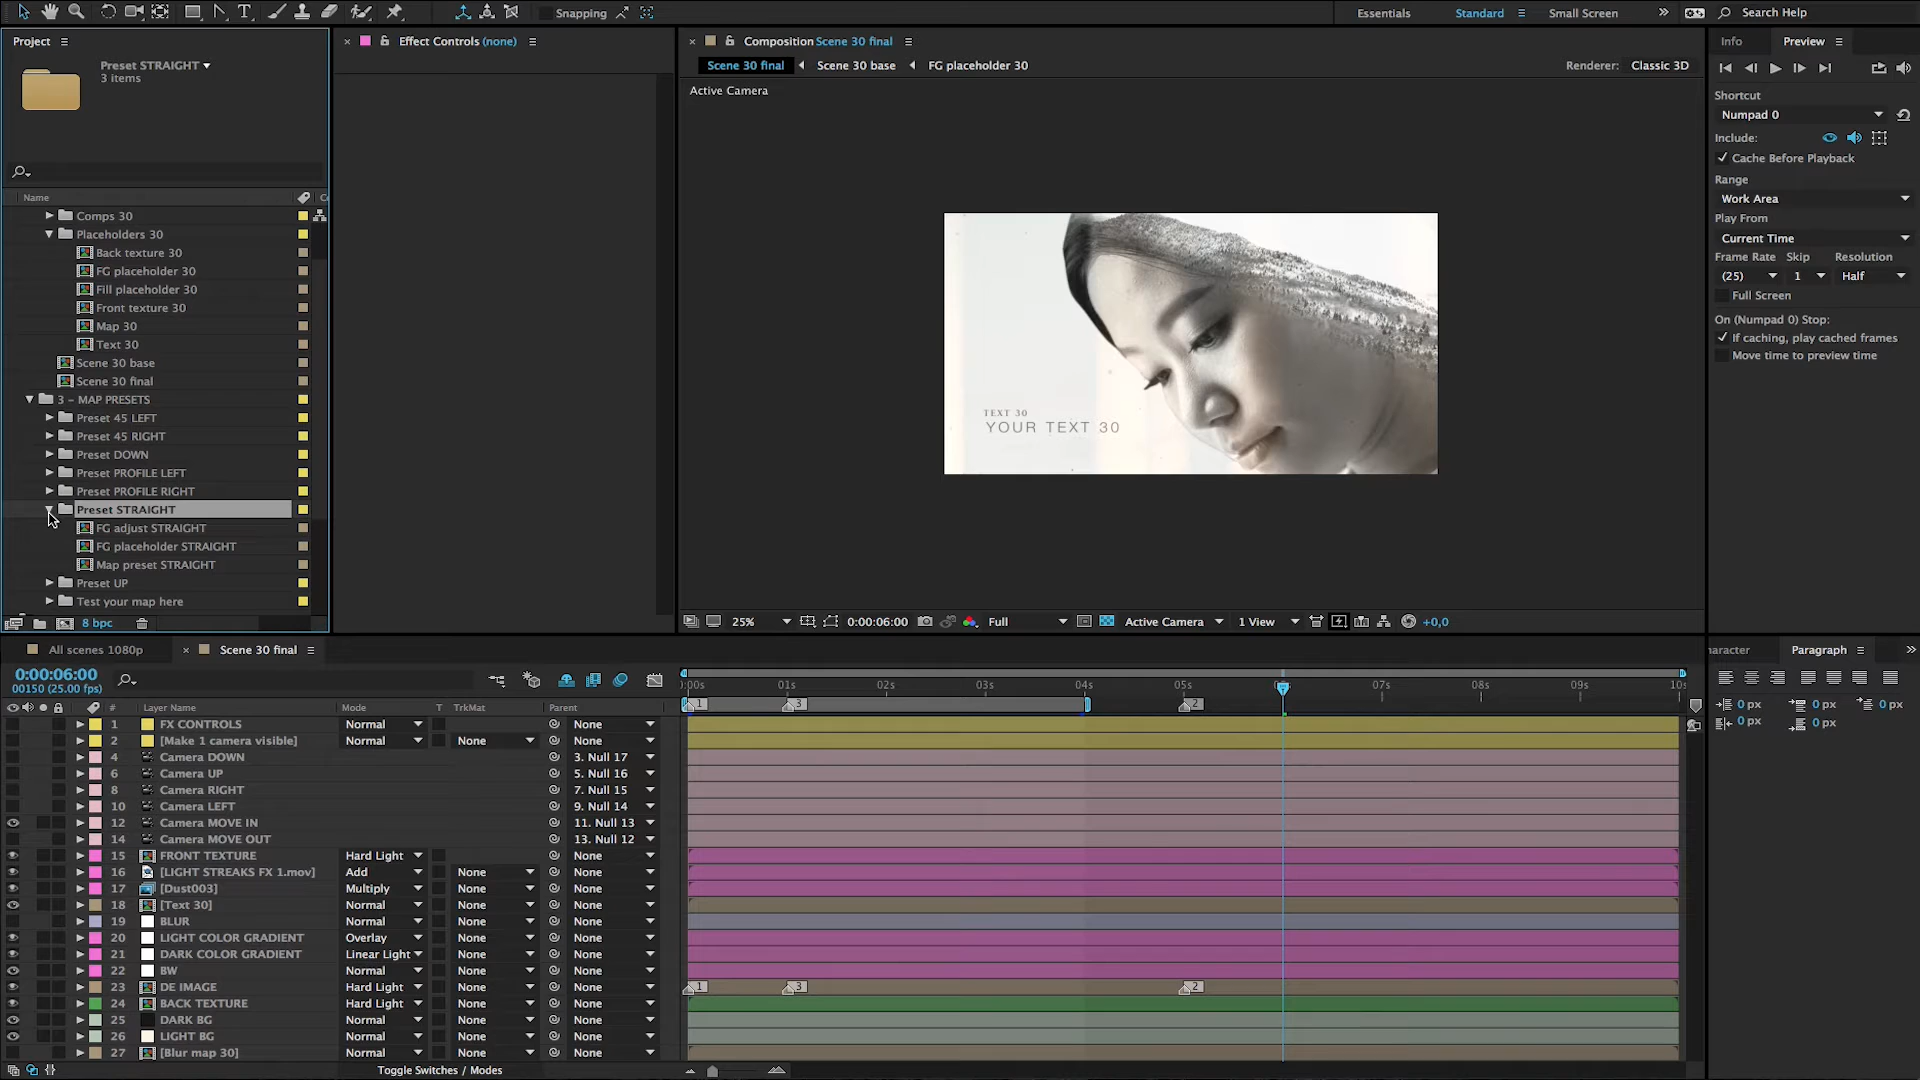 Snapping
Essentials
Standard
Small Screen
Search Help
Project
Preset STRAIGHT
3 items
Name
Comps 30
Placeholders 30
Back texture 30
FG placeholder 30
Fill placeholder 30
Front texture 30
Map 30
Text 30
Scene 30 base
Scene 30 final
3 – MAP PRESETS
Preset 45 LEFT
Preset 45 RIGHT
Preset DOWN
Preset PROFILE LEFT
Preset PROFILE RIGHT
Preset STRAIGHT
FG adjust STRAIGHT
FG placeholder STRAIGHT
Map preset STRAIGHT
Preset UP
Test your map here
8 bpc
Effect Controls (none)
Composition Scene 30 final
Scene 30 final Scene 30 base FG placeholder 30
Renderer: Classic 3D
Active Camera
TEXT 30
YOUR TEXT 30
25% 0:00:06:00 Full Active Camera 1 View +0,0
Info Preview
Shortcut
Numpad 0
Include:
Cache Before Playback
Range
Work Area
Play From
Current Time
Frame Rate Skip Resolution
(25) 1 Half
Full Screen
On (Numpad 0) Stop:
If caching, play cached frames
Move time to preview time
All scenes 1080p
Scene 30 final
0:00:06:00
00150 (25.00 fps)
# Layer Name Mode T TrkMat Parent
1 FX CONTROLS Normal None
2 [Make 1 camera visible] Normal None None
4 Camera DOWN 3. Null 17
6 Camera UP 5. Null 16
8 Camera RIGHT 7. Null 15
10 Camera LEFT 9. Null 14
12 Camera MOVE IN 11. Null 13
14 Camera MOVE OUT 13. Null 12
15 FRONT TEXTURE Hard Light None
16 [LIGHT STREAKS FX 1.mov] Add None None
17 [Dust003] Multiply None None
18 [Text 30] Normal None None
19 BLUR Normal None None
20 LIGHT COLOR GRADIENT Overlay None None
21 DARK COLOR GRADIENT Linear Light None None
22 BW Normal None None
23 DE IMAGE Hard Light None None
24 BACK TEXTURE Hard Light None None
25 DARK BG Normal None None
26 LIGHT BG Normal None None
27 [Blur map 30] Normal None None
Toggle Switches / Modes
:00s 01s 02s 03s 04s 05s 07s 08s 09s 10s
1 3 2
1 3 2
haracter Paragraph
0 px 0 px 0 px
0 px 0 px